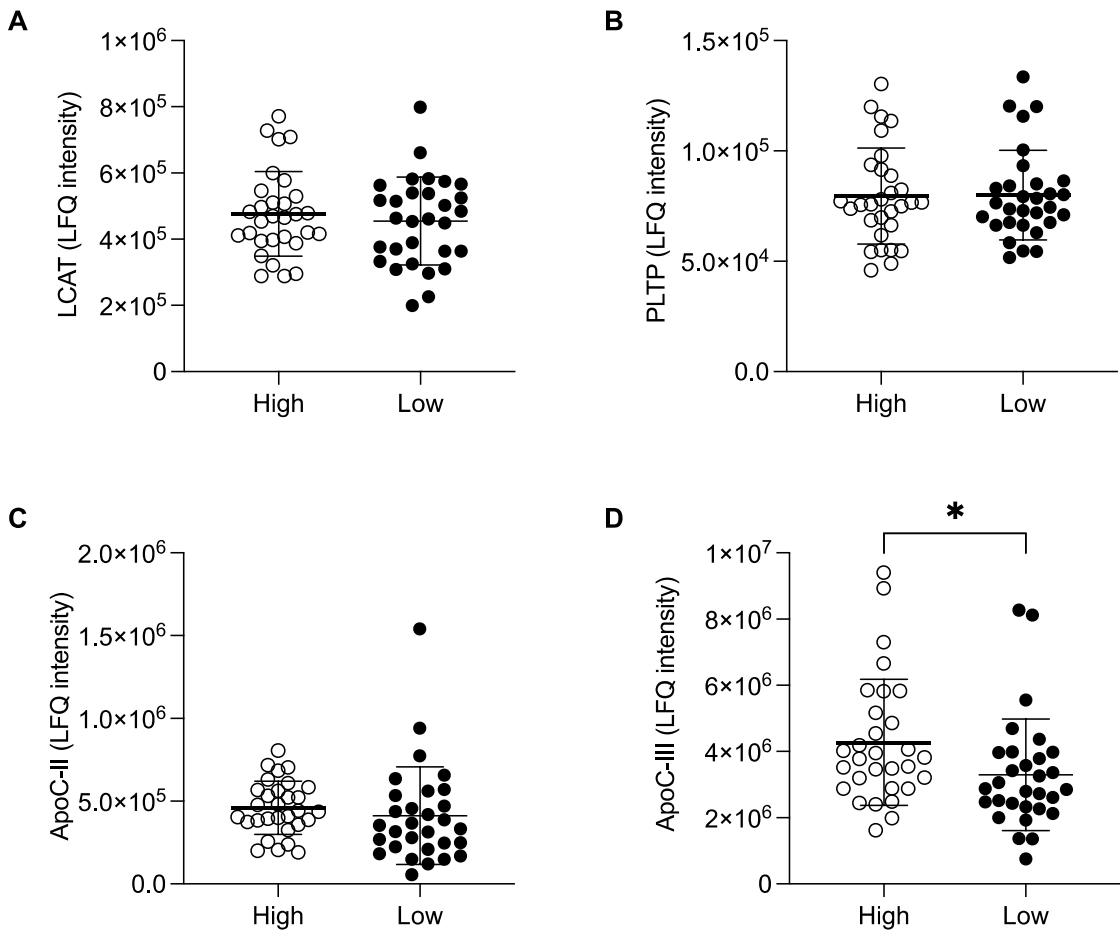 A
LCAT (LFQ intensity)
1×10⁶
8×10⁵
6×10⁵
4×10⁵
2×10⁵
0
High Low
B
PLTP (LFQ intensity)
1.5×10⁵
1.0×10⁵
5.0×10⁴
0.0
High Low
C
ApoC-II (LFQ intensity)
2.0×10⁶
1.5×10⁶
1.0×10⁶
5.0×10⁵
0.0
High Low
D
*
ApoC-III (LFQ intensity)
1×10⁷
8×10⁶
6×10⁶
4×10⁶
2×10⁶
0
High Low